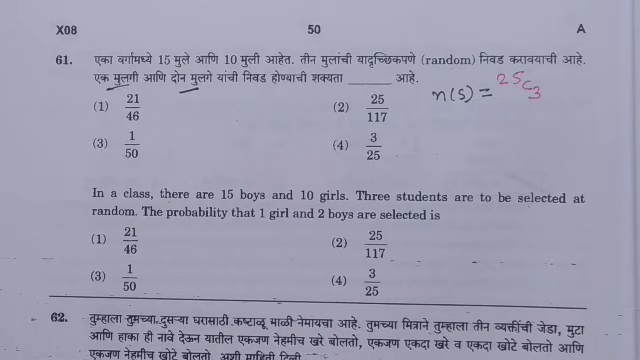 X08 50 A
61. एका वर्गामध्ये 15 मुले आणि 10 मुली आहेत. तीन मुलांची यादृच्छिकपणे (random) निवड करावयाची आहे.
एक मुलगी आणि दोन मुलगे यांची निवड होण्याची शक्यता ______ आहे.
n(s) = 25C3
(1) 21/46 (2) 25/117
(3) 1/50 (4) 3/25
In a class, there are 15 boys and 10 girls. Three students are to be selected at
random. The probability that 1 girl and 2 boys are selected is
(1) 21/46 (2) 25/117
(3) 1/50 (4) 3/25
62. तुम्हाला तुमच्या दुसऱ्या घरासाठी कष्टाळू माळी नेमायचा आहे. तुमच्या मित्राने तुम्हाला तीन व्यक्तींची जेडा, मुटा
आणि हाका ही नावे देऊन यातील एकजण नेहमीच खरे बोलतो, एकजण एकदा खरे व एकदा खोटे बोलतो आणि
एकजण नेहमीच खोटे बोलतो, अशी माहिती दिली